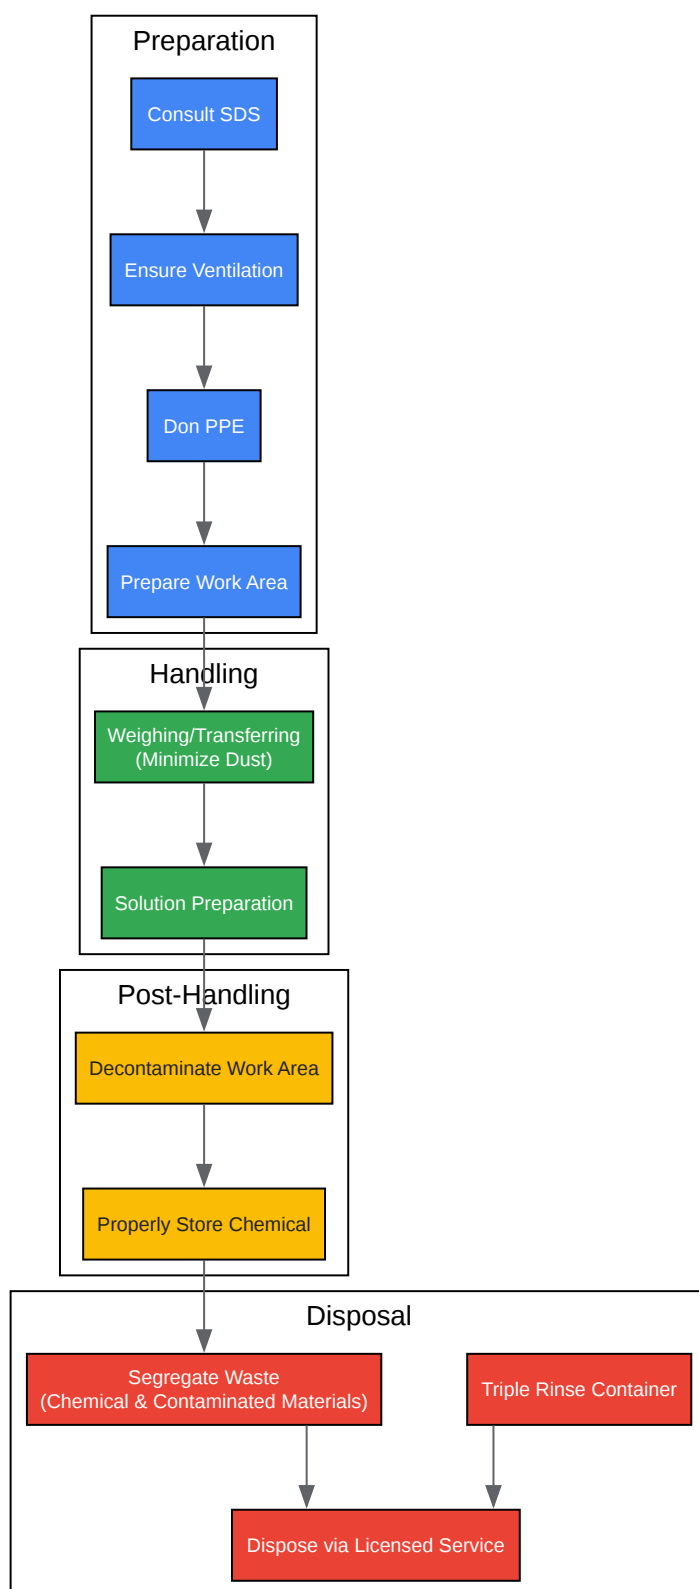 Preparation
Consult SDS
Ensure Ventilation
Don PPE
Prepare Work Area
Handling
Weighing/Transferring
(Minimize Dust)
Solution Preparation
Post-Handling
Decontaminate Work Area
Properly Store Chemical
Disposal
Segregate Waste
(Chemical & Contaminated Materials)
Triple Rinse Container
Dispose via Licensed Service